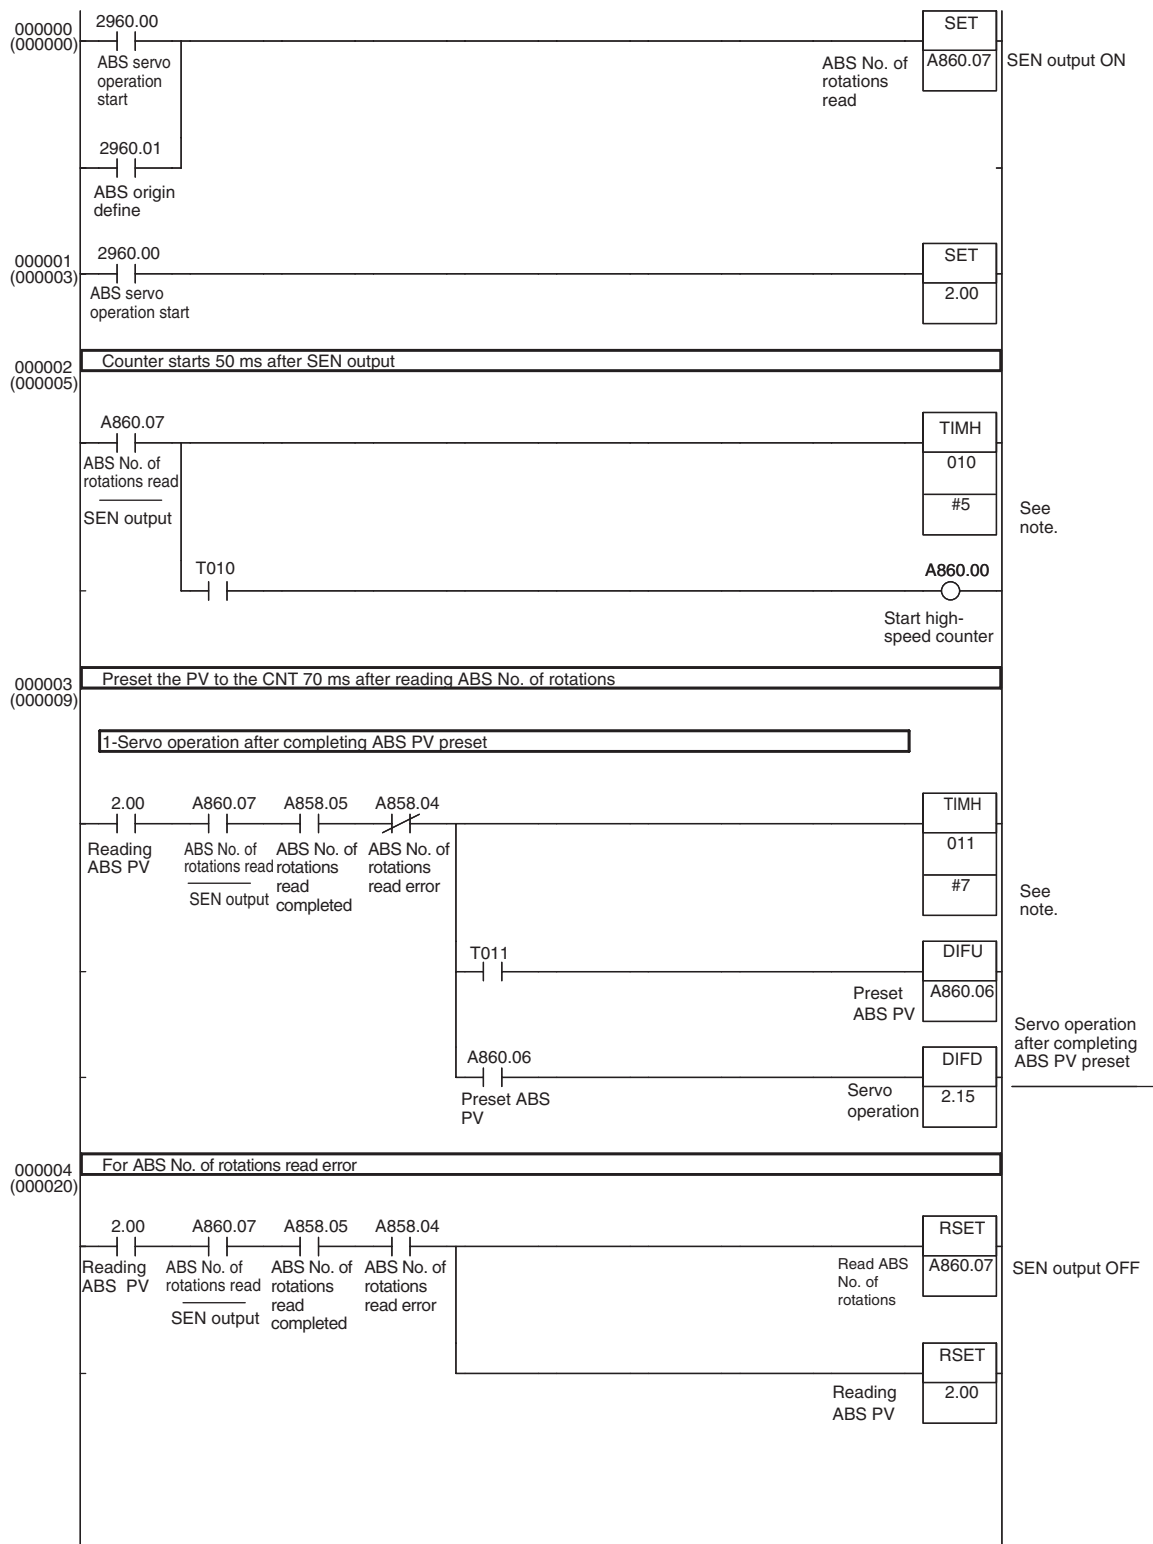 000000
(000000)
2960.00
ABS servo
operation
start
ABS No. of
rotations
read
SET
A860.07
SEN output ON
2960.01
ABS origin
define
000001
(000003)
2960.00
ABS servo
operation start
SET
2.00
000002
(000005)
Counter starts 50 ms after SEN output
A860.07
ABS No. of
rotations read
SEN output
TIMH
010
#5
See
note.
T010
A860.00
Start high-
speed counter
000003
(000009)
Preset the PV to the CNT 70 ms after reading ABS No. of rotations
1-Servo operation after completing ABS PV preset
2.00
Reading
ABS PV
A860.07
ABS No. of
rotations read
SEN output
A858.05
ABS No. of
rotations
read
completed
A858.04
ABS No. of
rotations
read error
TIMH
011
#7
See
note.
T011
Preset
ABS PV
DIFU
A860.06
A860.06
Preset ABS
PV
Servo
operation
DIFD
2.15
Servo operation
after completing
ABS PV preset
000004
(000020)
For ABS No. of rotations read error
2.00
Reading
ABS PV
A860.07
ABS No. of
rotations read
SEN output
A858.05
ABS No. of
rotations
read
completed
A858.04
ABS No. of
rotations
read error
Read ABS
No. of
rotations
RSET
A860.07
SEN output OFF
Reading
ABS PV
RSET
2.00